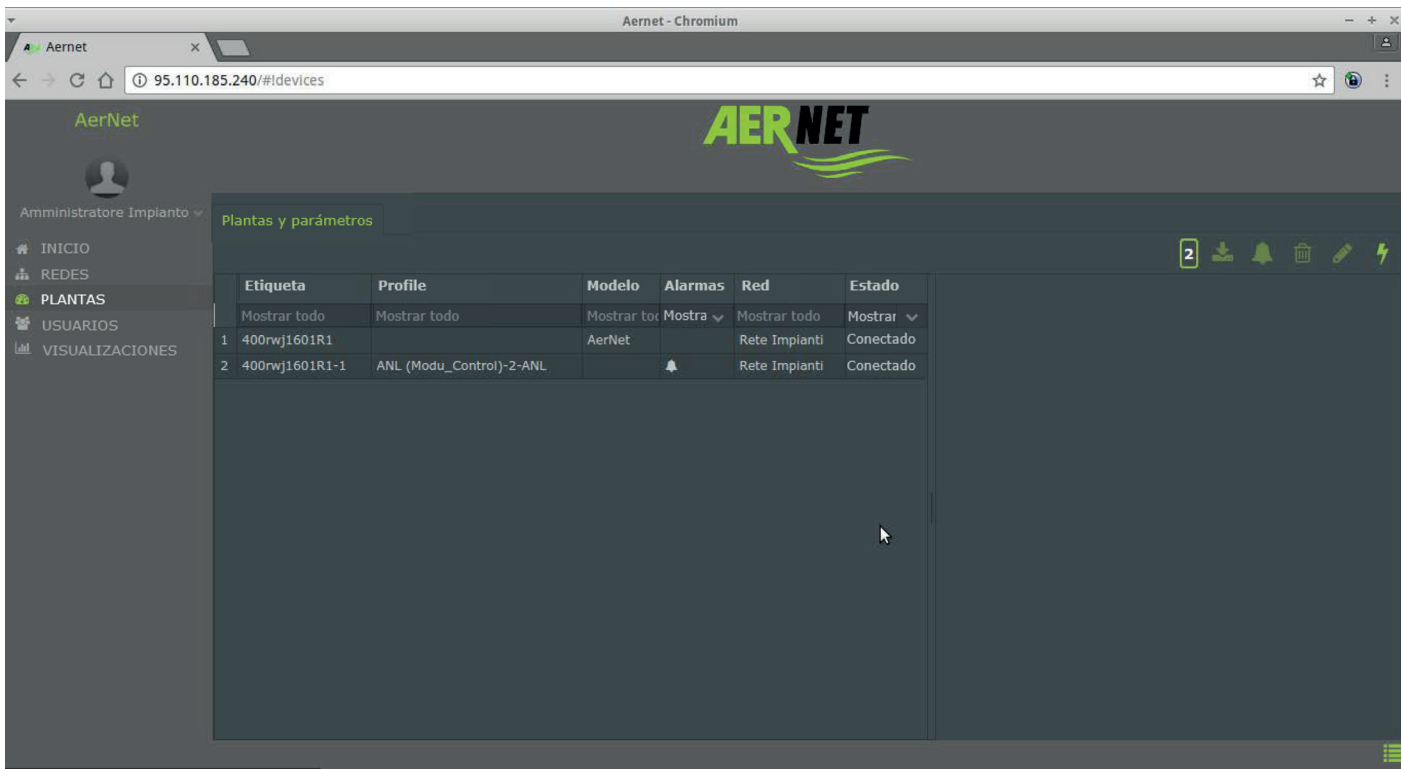 Aernet - Chromium
Aernet
95.110.185.240/#!devices
AerNet
AERNET
Amministratore Impianto
Plantas y parámetros
INICIO
REDES
PLANTAS
USUARIOS
VISUALIZACIONES
2
Etiqueta Profile Modelo Alarmas Red Estado
Mostrar todo Mostrar todo Mostrar toc Mostra Mostrar todo Mostrar
1 400rwj1601R1 AerNet Rete Impianti Conectado
2 400rwj1601R1-1 ANL (Modu_Control)-2-ANL Rete Impianti Conectado